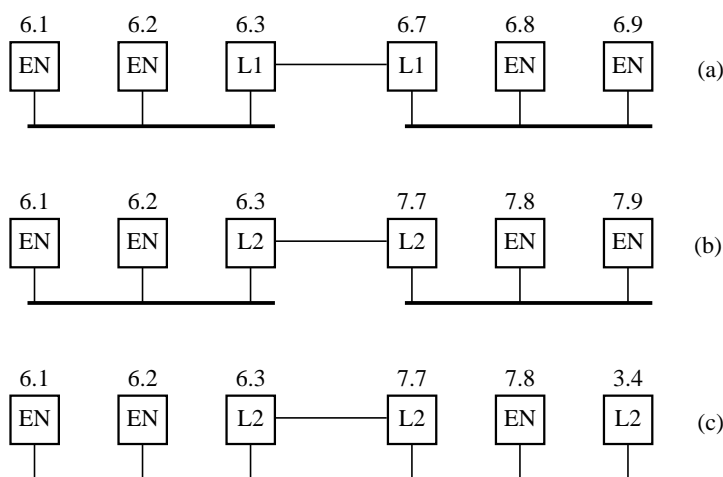 6.1 6.2 6.3 6.7 6.8 6.9
EN EN L1 L1 EN EN (a)
6.1 6.2 6.3 7.7 7.8 7.9
EN EN L2 L2 EN EN (b)
6.1 6.2 6.3 7.7 7.8 3.4
EN EN L2 L2 EN L2 (c)